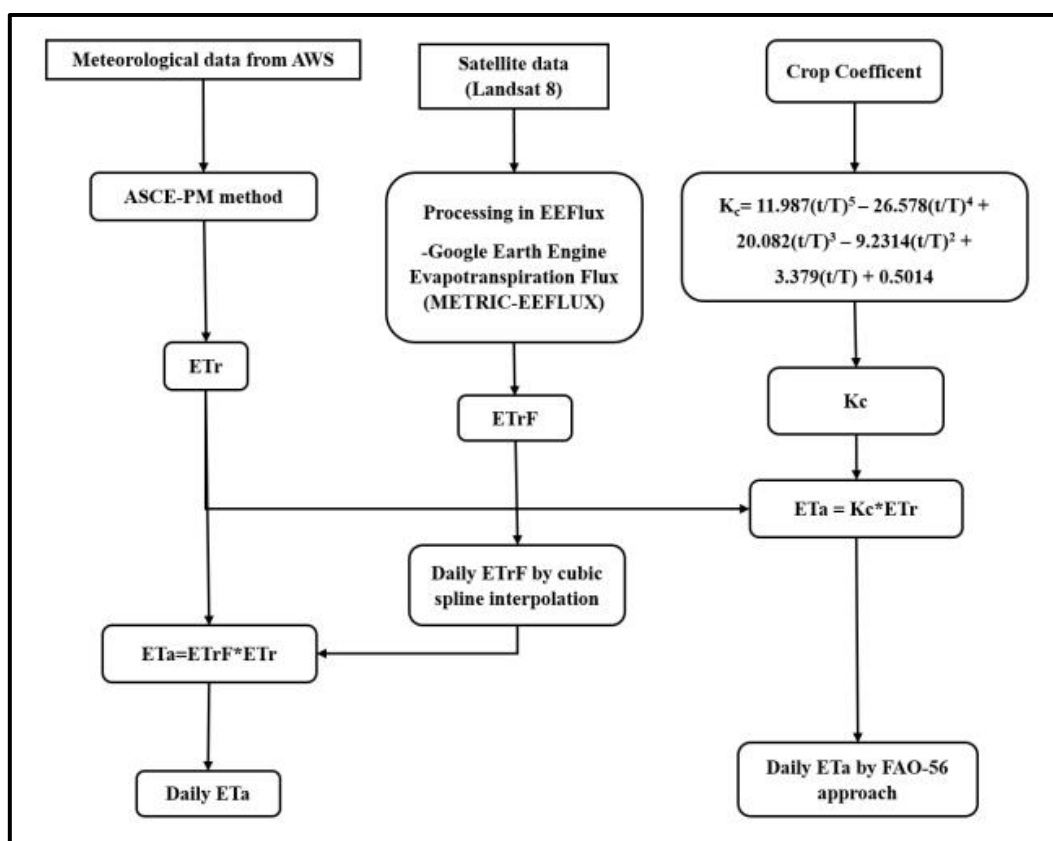 Meteorological data from AWS
Satellite data
(Landsat 8)
Crop Coefficent
ASCE-PM method
Processing in EEFlux
-Google Earth Engine
Evapotranspiration Flux
(METRIC-EEFLUX)
K_c= 11.987(t/T)⁵ – 26.578(t/T)⁴ +
20.082(t/T)³ – 9.2314(t/T)² +
3.379(t/T) + 0.5014
ETr
ETrF
Kc
ETa = Kc*ETr
Daily ETrF by cubic
spline interpolation
ETa=ETrF*ETr
Daily ETa
Daily ETa by FAO-56
approach